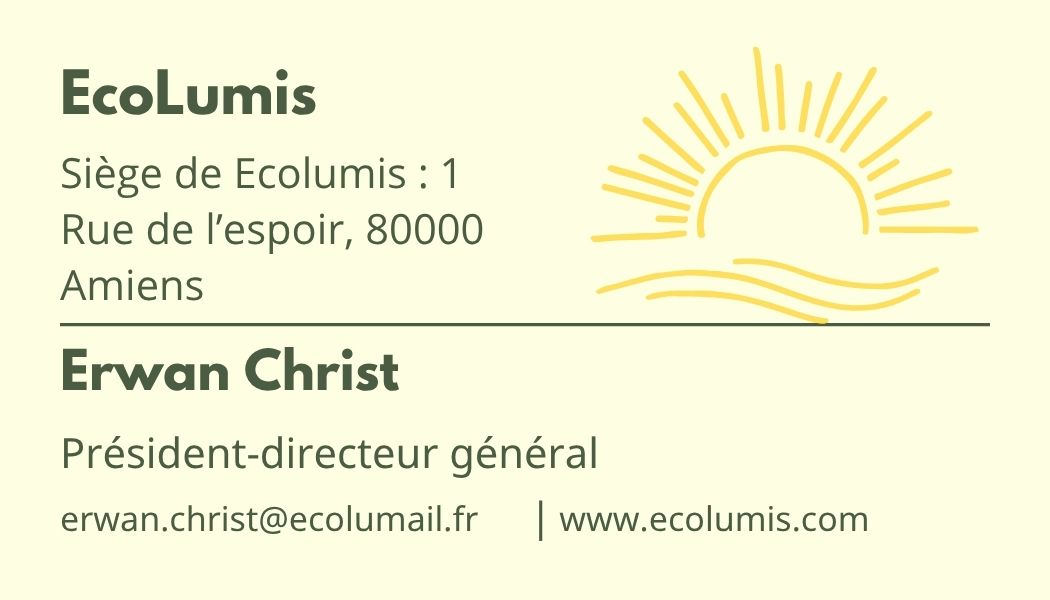 EcoLumis
Siège de Ecolumis : 1
Rue de l’espoir, 80000
Amiens
Erwan Christ
Président-directeur général
erwan.christ@ecolumail.fr | www.ecolumis.com